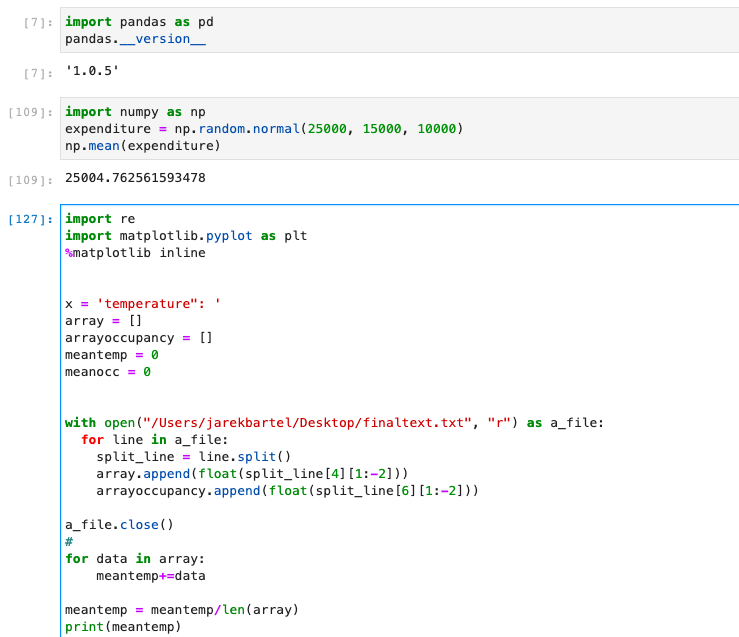 [7]: import pandas as pd
pandas.__version__
[7]: '1.0.5'
[109]: import numpy as np
expenditure = np.random.normal(25000, 15000, 10000)
np.mean(expenditure)
[109]: 25004.762561593478
[127]: import re
import matplotlib.pyplot as plt
%matplotlib inline
x = 'temperature": '
array = []
arrayoccupancy = []
meantemp = 0
meanocc = 0
with open("/Users/jarekbartel/Desktop/finaltext.txt", "r") as a_file:
  for line in a_file:
    split_line = line.split()
    array.append(float(split_line[4][1:-2]))
    arrayoccupancy.append(float(split_line[6][1:-2]))
a_file.close()
#
for data in array:
    meantemp+=data
meantemp = meantemp/len(array)
print(meantemp)